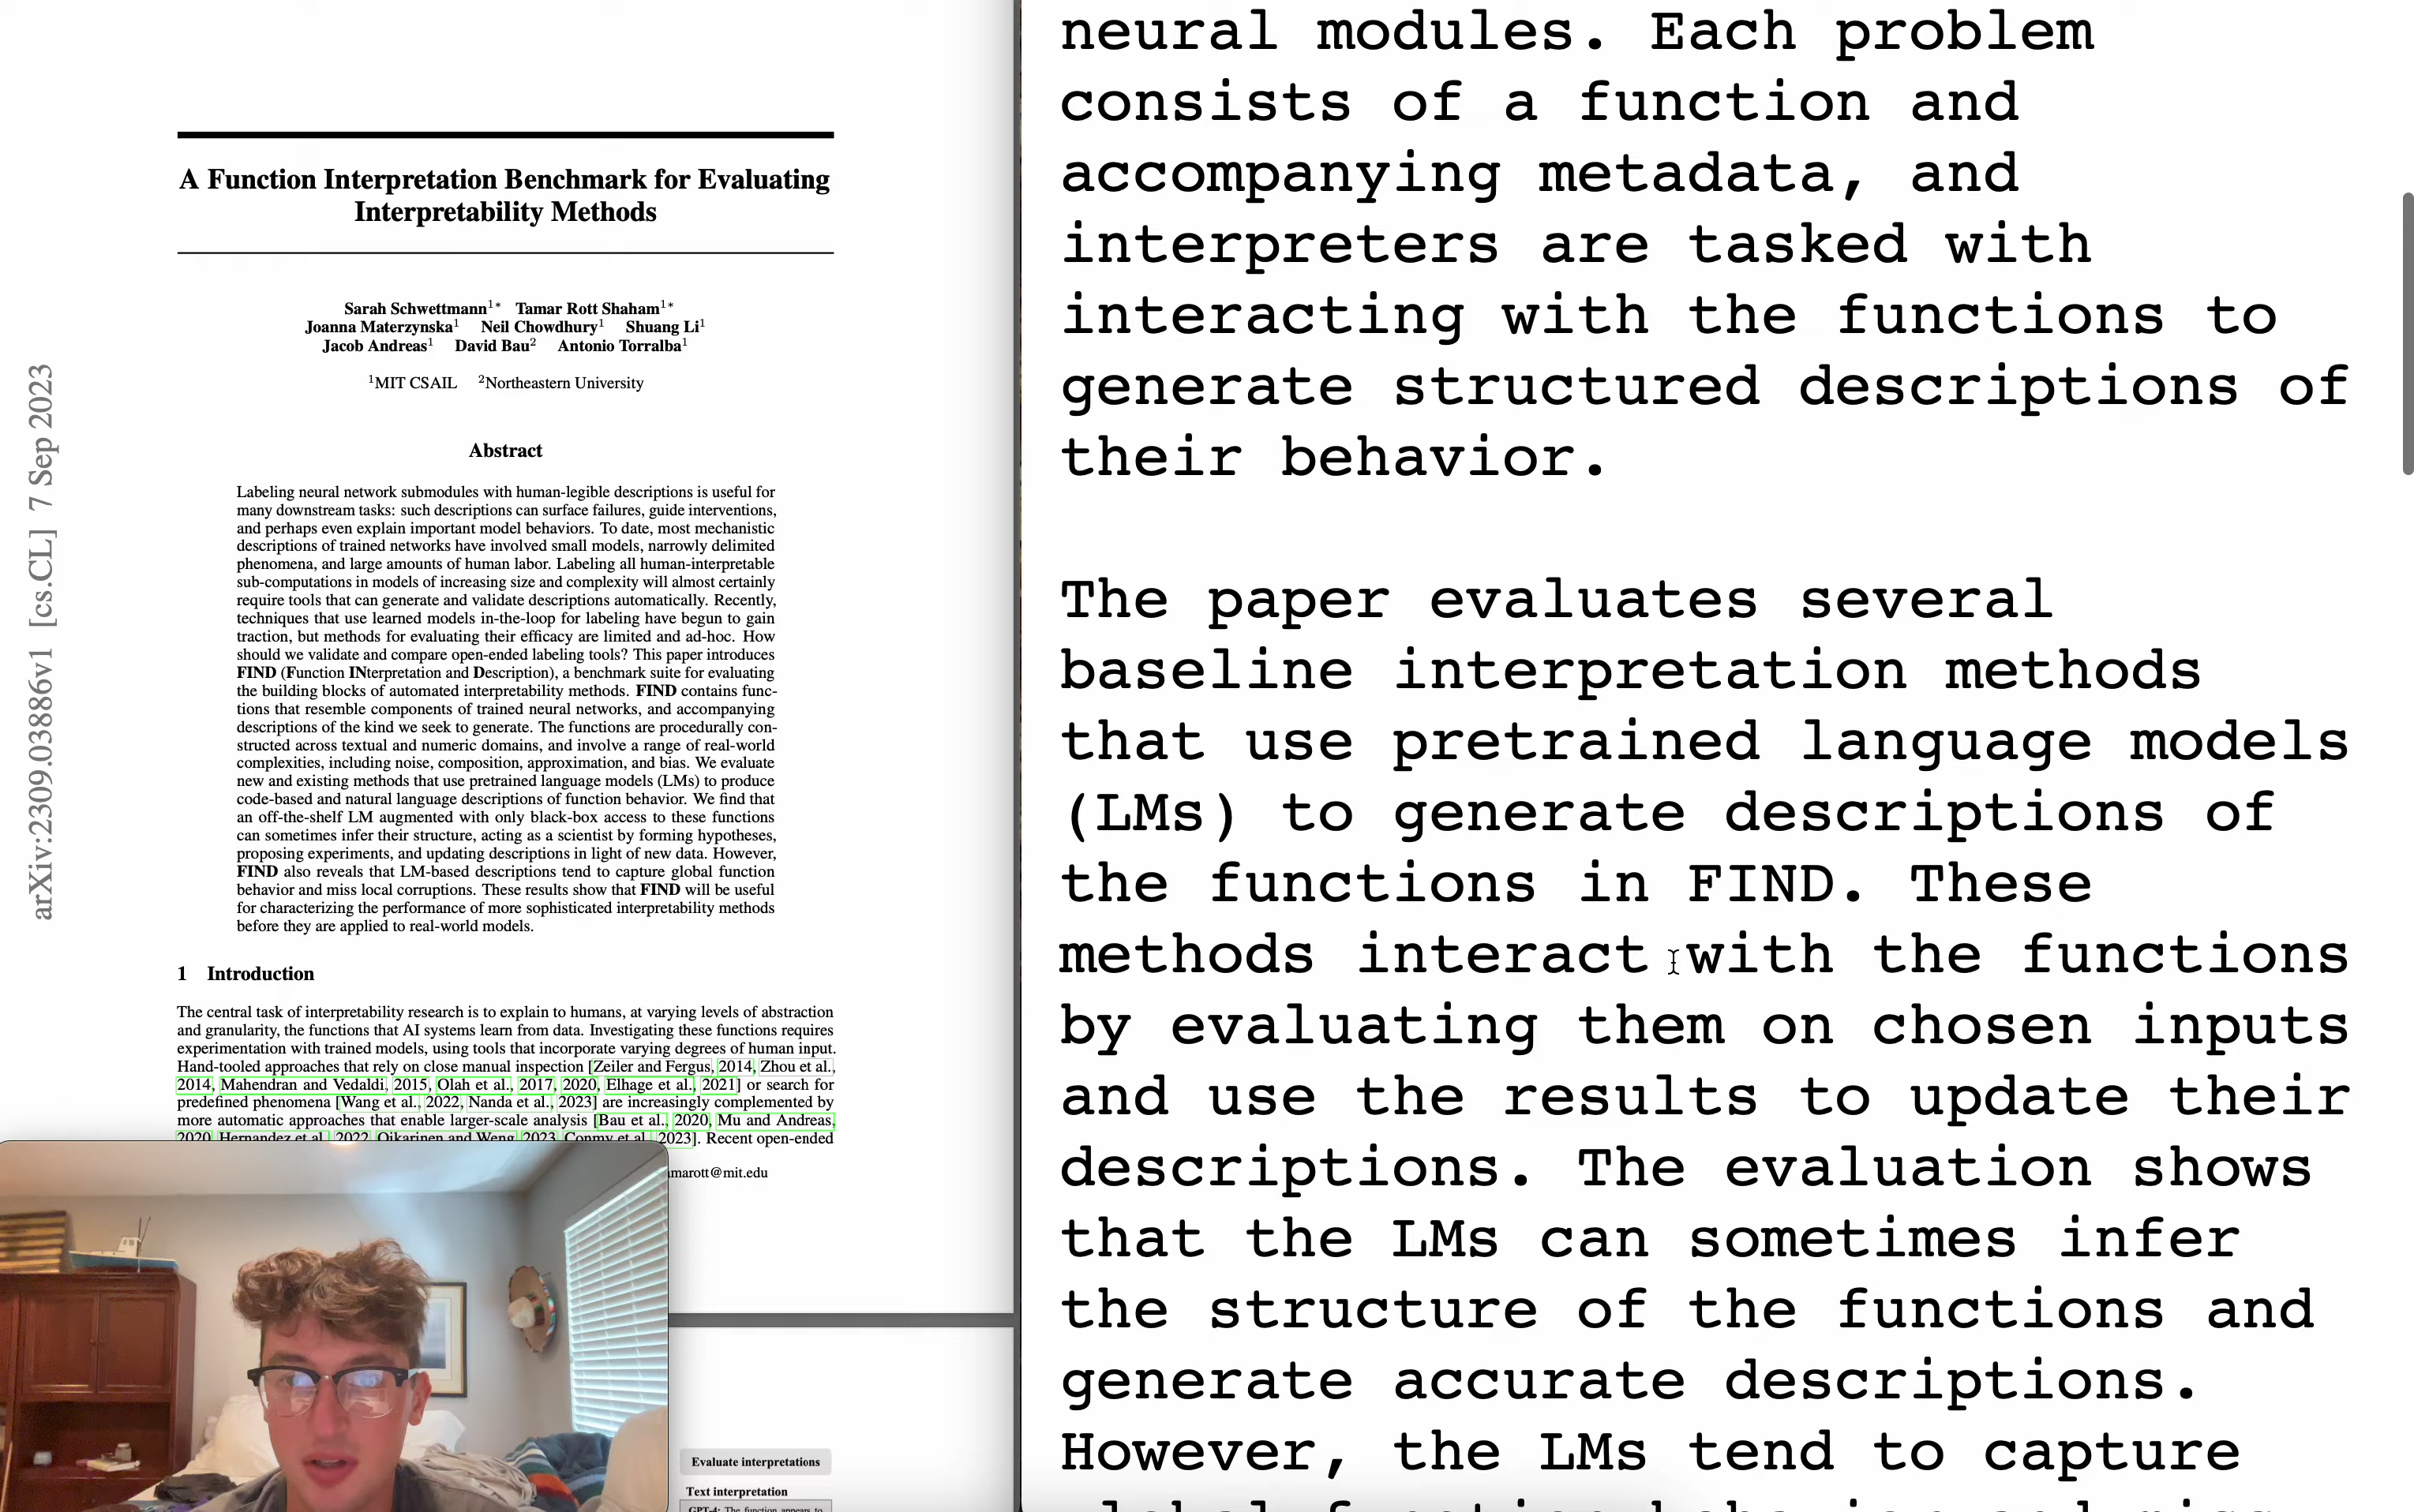 A Function Interpretation Benchmark for Evaluating
Interpretability Methods
Sarah Schwettmann1* Tamar Rott Shaham1*
Joanna Materzynska1 Neil Chowdhury1 Shuang Li1
Jacob Andreas1 David Bau2 Antonio Torralba1
1MIT CSAIL 2Northeastern University
arXiv:2309.03886v1 [cs.CL] 7 Sep 2023
Abstract
Labeling neural network submodules with human-legible descriptions is useful for
many downstream tasks: such descriptions can surface failures, guide interventions,
and perhaps even explain important model behaviors. To date, most mechanistic
descriptions of trained networks have involved small models, narrowly delimited
phenomena, and large amounts of human labor. Labeling all human-interpretable
sub-computations in models of increasing size and complexity will almost certainly
require tools that can generate and validate descriptions automatically. Recently,
techniques that use learned models in-the-loop for labeling have begun to gain
traction, but methods for evaluating their efficacy are limited and ad-hoc. How
should we validate and compare open-ended labeling tools? This paper introduces
FIND (Function INterpretation and Description), a benchmark suite for evaluating
the building blocks of automated interpretability methods. FIND contains func-
tions that resemble components of trained neural networks, and accompanying
descriptions of the kind we seek to generate. The functions are procedurally con-
structed across textual and numeric domains, and involve a range of real-world
complexities, including noise, composition, approximation, and bias. We evaluate
new and existing methods that use pretrained language models (LMs) to produce
code-based and natural language descriptions of function behavior. We find that
an off-the-shelf LM augmented with only black-box access to these functions
can sometimes infer their structure, acting as a scientist by forming hypotheses,
proposing experiments, and updating descriptions in light of new data. However,
FIND also reveals that LM-based descriptions tend to capture global function
behavior and miss local corruptions. These results show that FIND will be useful
for characterizing the performance of more sophisticated interpretability methods
before they are applied to real-world models.
1 Introduction
The central task of interpretability research is to explain to humans, at varying levels of abstraction
and granularity, the functions that AI systems learn from data. Investigating these functions requires
experimentation with trained models, using tools that incorporate varying degrees of human input.
Hand-tooled approaches that rely on close manual inspection [Zeiler and Fergus, 2014, Zhou et al.,
2014, Mahendran and Vedaldi, 2015, Olah et al., 2017, 2020, Elhage et al., 2021] or search for
predefined phenomena [Wang et al., 2022, Nanda et al., 2023] are increasingly complemented by
more automatic approaches that enable larger-scale analysis [Bau et al., 2020, Mu and Andreas,
2020, Hernandez et al., 2022, Oikarinen and Weng, 2023, Conmy et al., 2023]. Recent open-ended
marott@mit.edu
Evaluate interpretations
Text interpretation
GPT-4: The function appears to
neural modules. Each problem
consists of a function and
accompanying metadata, and
interpreters are tasked with
interacting with the functions to
generate structured descriptions of
their behavior.
The paper evaluates several
baseline interpretation methods
that use pretrained language models
(LMs) to generate descriptions of
the functions in FIND. These
methods interact with the functions
by evaluating them on chosen inputs
and use the results to update their
descriptions. The evaluation shows
that the LMs can sometimes infer
the structure of the functions and
generate accurate descriptions.
However, the LMs tend to capture